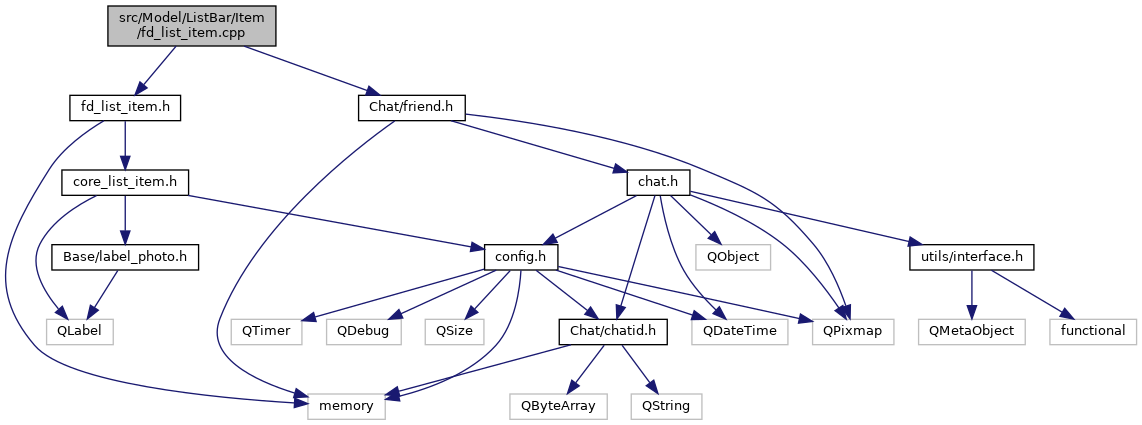 src/Model/ListBar/Item
/fd_list_item.cpp
fd_list_item.h
Chat/friend.h
core_list_item.h
chat.h
Base/label_photo.h
config.h
QObject
utils/interface.h
QLabel
QTimer
QDebug
QSize
Chat/chatid.h
QDateTime
QPixmap
QMetaObject
functional
memory
QByteArray
QString